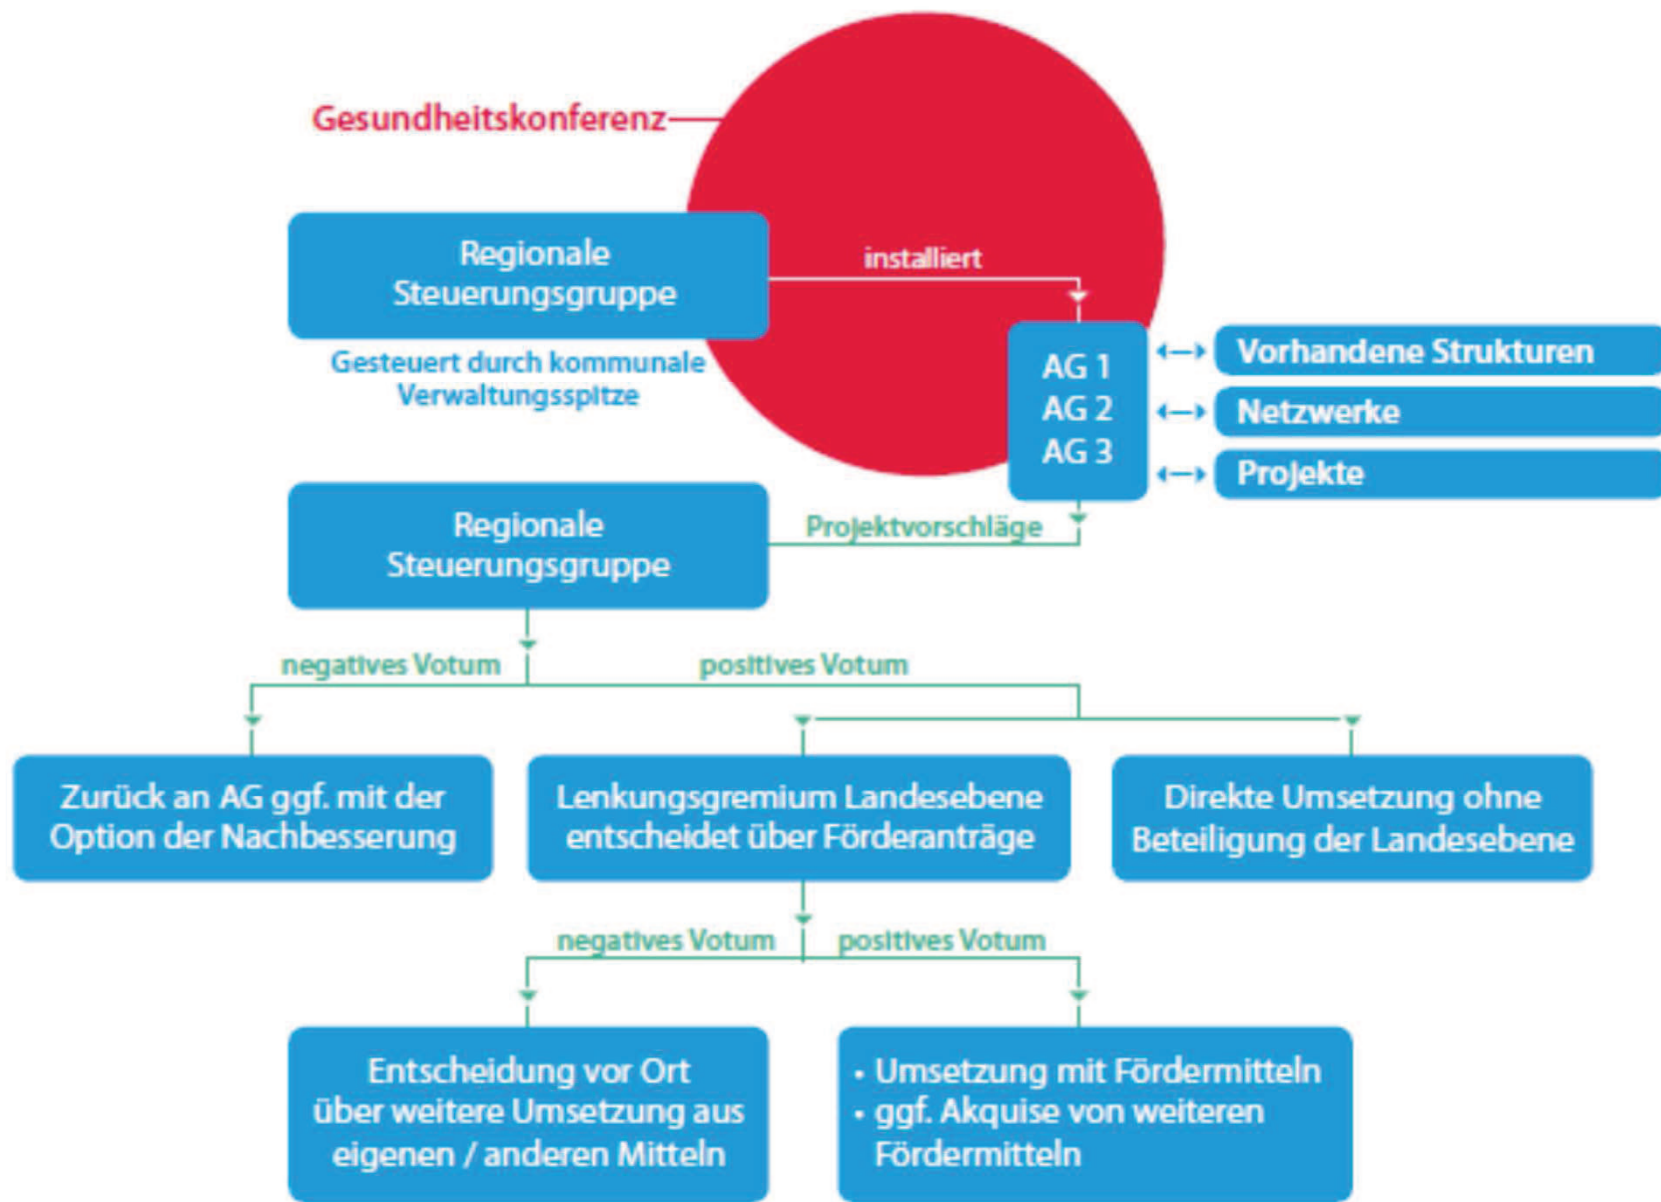 Gesundheitskonferenz
Regionale
Steuerungsgruppe
installiert
Gesteuert durch kommunale
Verwaltungsspitze
AG 1
AG 2
AG 3
Vorhandene Strukturen
Netzwerke
Projekte
Regionale
Steuerungsgruppe
Projektvorschläge
negatives Votum
positives Votum
Zurück an AG ggf. mit der
Option der Nachbesserung
Lenkungsgremium Landesebene
entscheidet über Förderanträge
Direkte Umsetzung ohne
Beteiligung der Landesebene
negatives Votum
positives Votum
Entscheidung vor Ort
über weitere Umsetzung aus
eigenen / anderen Mitteln
• Umsetzung mit Fördermitteln
• ggf. Akquise von weiteren
Fördermitteln